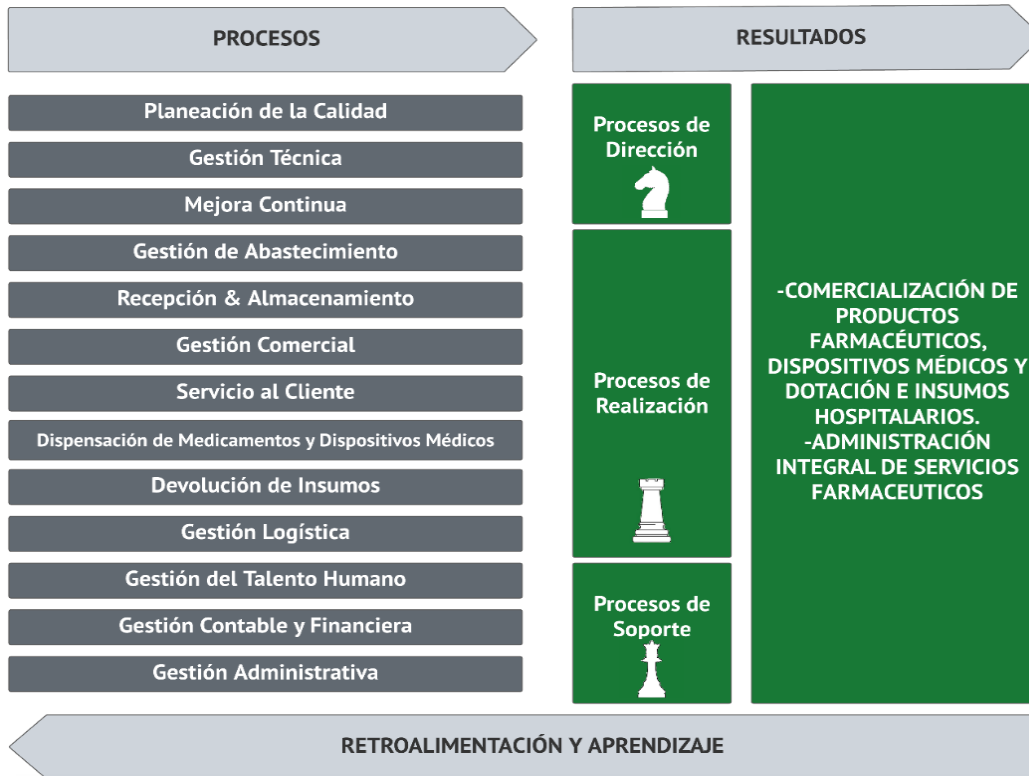 PROCESOS
RESULTADOS
Planeación de la Calidad
Gestión Técnica
Mejora Continua
Gestión de Abastecimiento
Recepción & Almacenamiento
Gestión Comercial
Servicio al Cliente
Dispensación de Medicamentos y Dispositivos Médicos
Devolución de Insumos
Gestión Logística
Gestión del Talento Humano
Gestión Contable y Financiera
Gestión Administrativa
Procesos de
Dirección
Procesos de
Realización
Procesos de
Soporte
-COMERCIALIZACIÓN DE
PRODUCTOS
FARMACÉUTICOS,
DISPOSITIVOS MÉDICOS Y
DOTACIÓN E INSUMOS
HOSPITALARIOS.
-ADMINISTRACIÓN
INTEGRAL DE SERVICIOS
FARMACEUTICOS
RETROALIMENTACIÓN Y APRENDIZAJE